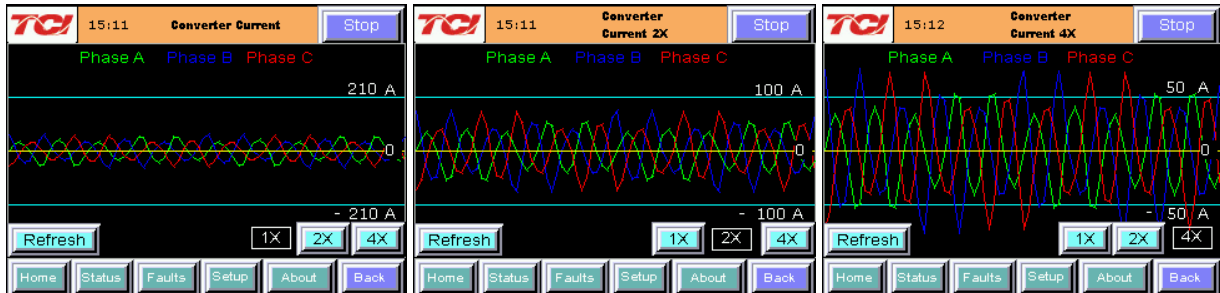 TCI 15:11 Converter Current Stop
Phase A Phase B Phase C
210 A
0
- 210 A
Refresh 1X 2X 4X
Home Status Faults Setup About Back
TCI 15:11 Converter
Current 2X Stop
Phase A Phase B Phase C
100 A
0
- 100 A
Refresh 1X 2X 4X
Home Status Faults Setup About Back
TCI 15:12 Converter
Current 4X Stop
Phase A Phase B Phase C
50 A
0
- 50 A
Refresh 1X 2X 4X
Home Status Faults Setup About Back